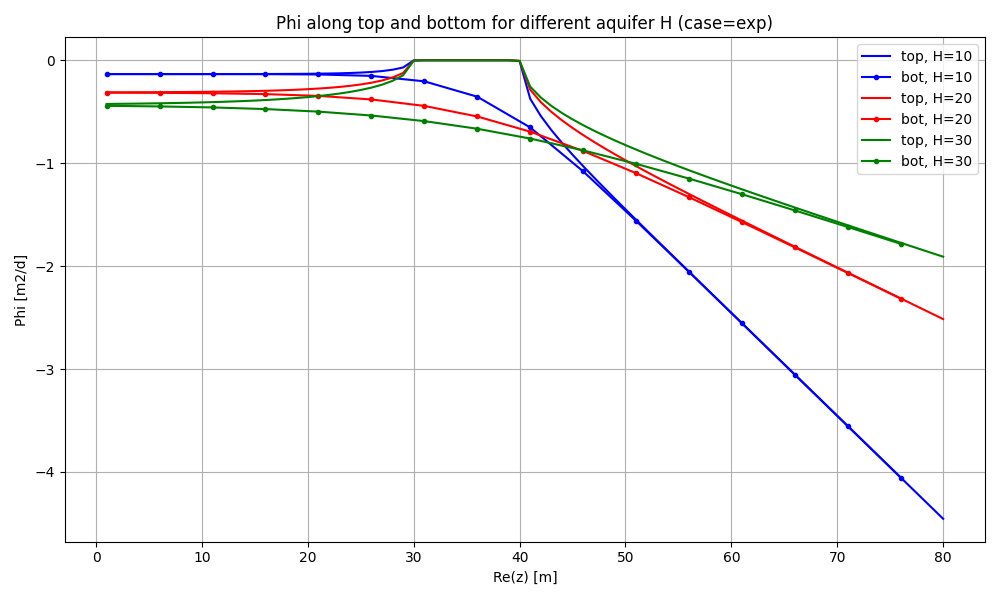 Phi along top and bottom for different aquifer H (case=exp)
Phi [m2/d]
0
−1
−2
−3
−4
top, H=10
bot, H=10
top, H=20
bot, H=20
top, H=30
bot, H=30
0 10 20 30 40 50 60 70 80
Re(z) [m]